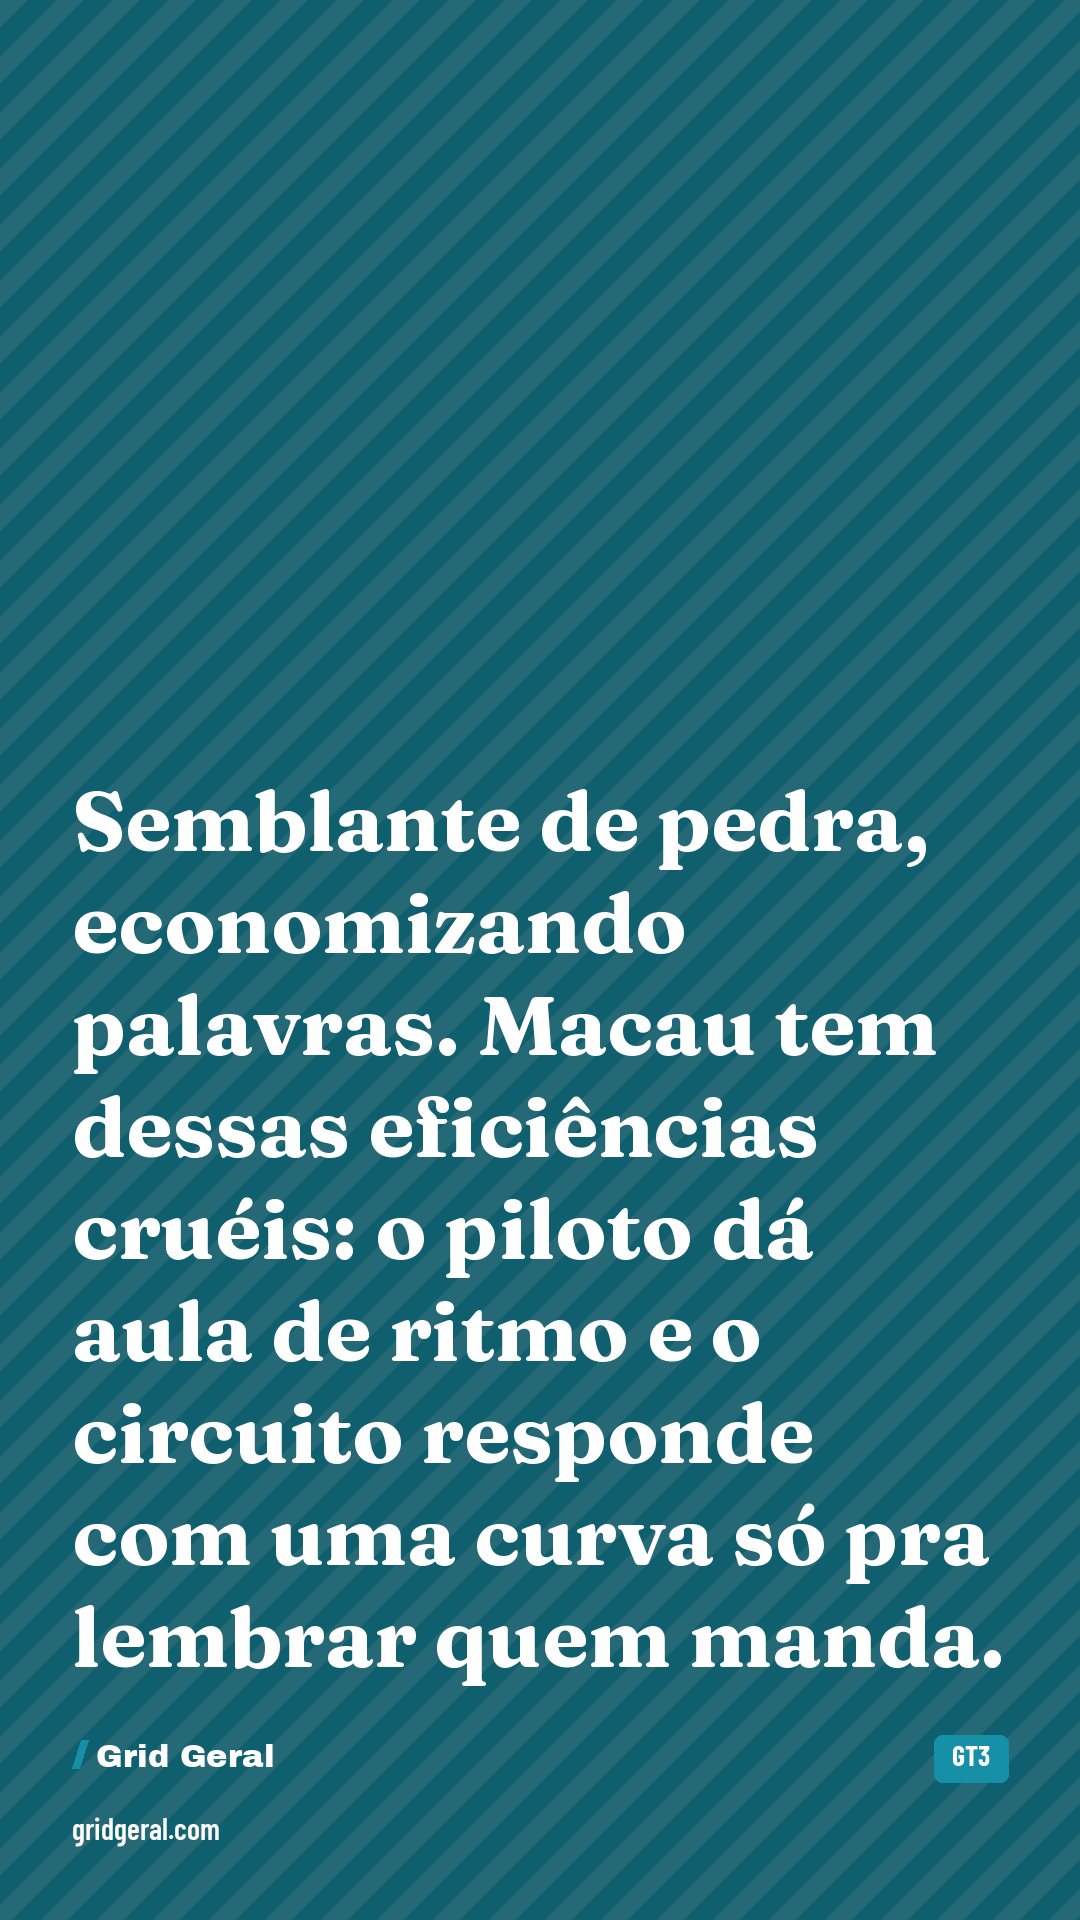 Semblante de pedra,
economizando
palavras. Macau tem
dessas eficiências
cruéis: o piloto dá
aula de ritmo e o
circuito responde
com uma curva só pra
lembrar quem manda.
/ Grid Geral
GT3
gridgeral.com